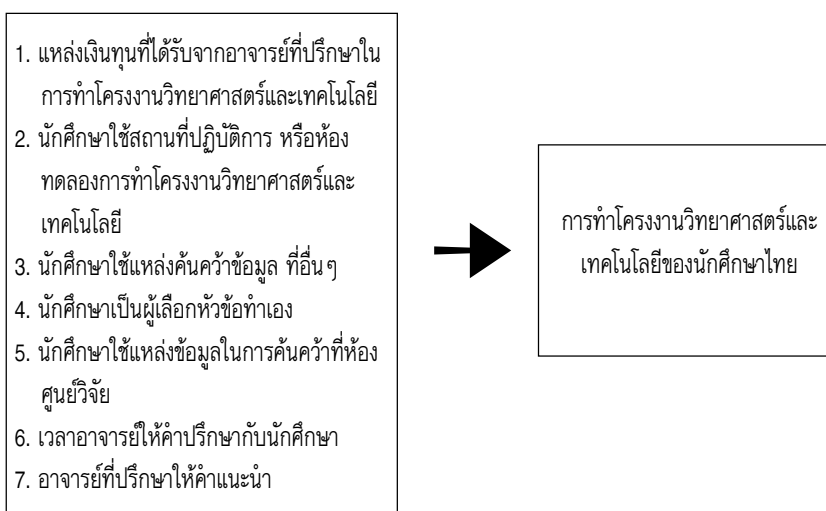 1. แหล่งเงินทุนที่ได้รับจากอาจารย์ที่ปรึกษาใน
การทำโครงงานวิทยาศาสตร์และเทคโนโลยี
2. นักศึกษาใช้สถานที่ปฏิบัติการ หรือห้อง
ทดลองการทำโครงงานวิทยาศาสตร์และ
เทคโนโลยี
3. นักศึกษาใช้แหล่งค้นคว้าข้อมูล ที่อื่นๆ
4. นักศึกษาเป็นผู้เลือกหัวข้อทำเอง
5. นักศึกษาใช้แหล่งข้อมูลในการค้นคว้าที่ห้อง
ศูนย์วิจัย
6. เวลาอาจารย์ให้คำปรึกษากับนักศึกษา
7. อาจารย์ที่ปรึกษาให้คำแนะนำ
การทำโครงงานวิทยาศาสตร์และ
เทคโนโลยีของนักศึกษาไทย